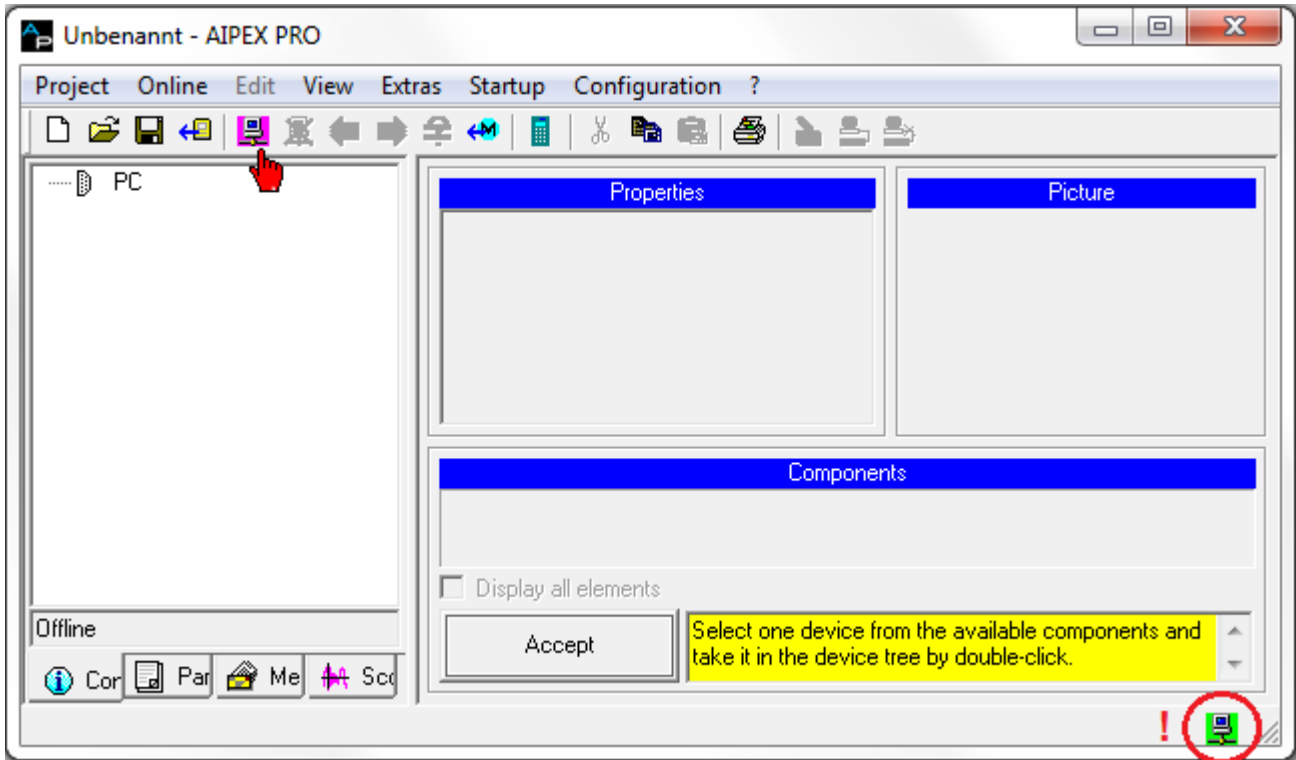 Unbenannt - AIPEX PRO
Project Online Edit View Extras Startup Configuration ?
PC
Properties
Picture
Components
Display all elements
Offline
Accept
Select one device from the available components and
take it in the device tree by double-click.
Cor Par Me Sco
!